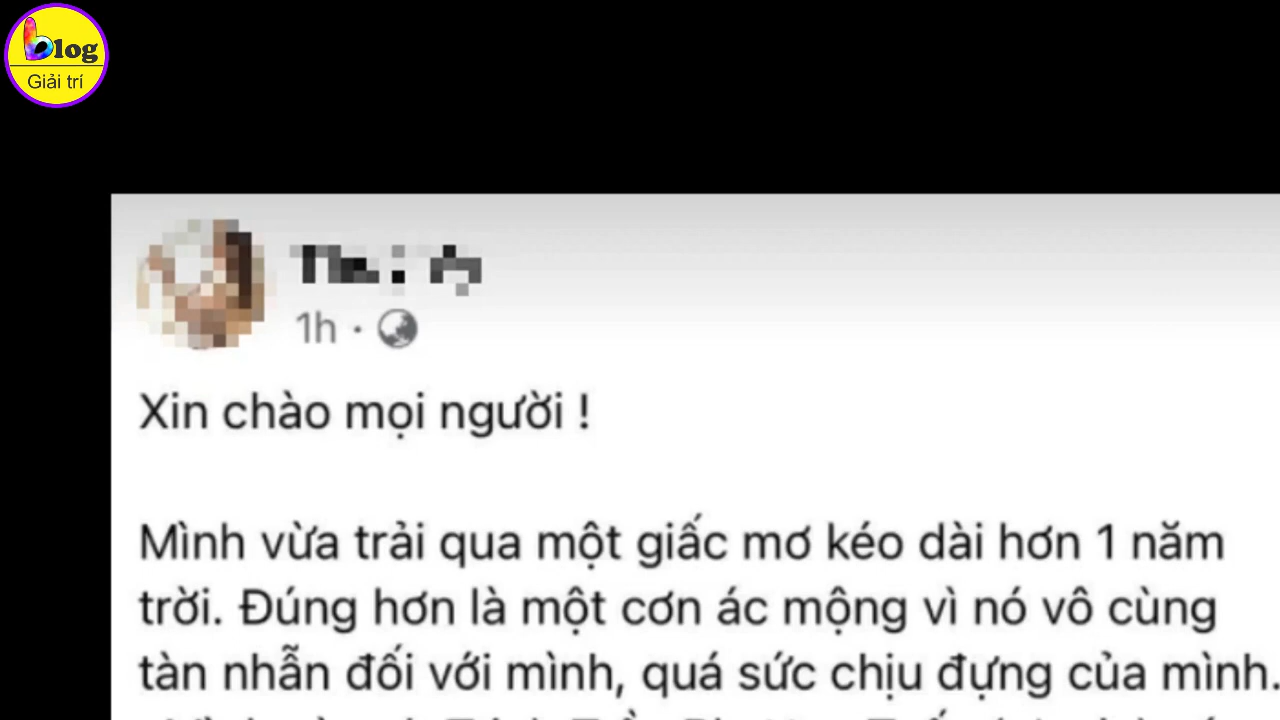 blog
Giải trí
1h ·
Xin chào mọi người !
Mình vừa trải qua một giấc mơ kéo dài hơn 1 năm
trời. Đúng hơn là một cơn ác mộng vì nó vô cùng
tàn nhẫn đối với mình, quá sức chịu đựng của mình.